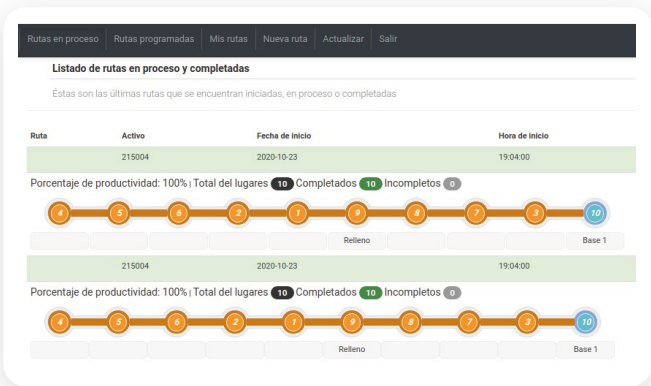 Rutas en proceso Rutas programadas Mis rutas Nueva ruta Actualizar Salir
Listado de rutas en proceso y completadas
Éstas son las últimas rutas que se encuentran iniciadas, en proceso o completadas
Ruta Activo Fecha de inicio Hora de inicio
215004 2020-10-23 19:04:00
Porcentaje de productividad: 100% | Total del lugares 10 Completados 10 Incompletos 0
4 5 6 2 1 9 8 7 3 10
Relleno Base 1
215004 2020-10-23 19:04:00
Porcentaje de productividad: 100% | Total del lugares 10 Completados 10 Incompletos 0
4 5 6 2 1 9 8 7 3 10
Relleno Base 1